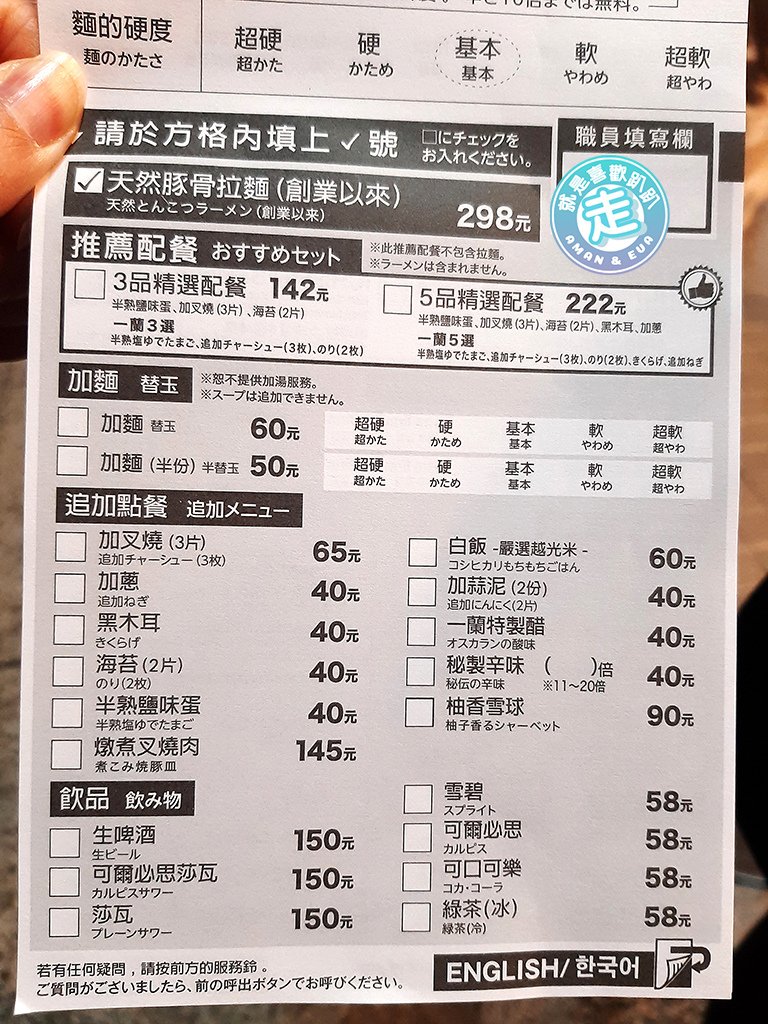 麵的硬度
麵のかたさ
超硬 硬 基本 軟 超軟
超かた かため 基本 やわめ 超やわ
請於方格內填上✓號 □にチェックをお入れください。
職員填寫欄
天然豚骨拉麵(創業以來)
天然とんこつラーメン(創業以来)
298元
就是喜歡趴趴
走
AMAN & EVA
推薦配餐 おすすめセット
※此推薦配餐不包含拉麵。
※ラーメンは含まれません。
3品精選配餐 142元
半熟鹽味蛋、加叉燒(3片)、海苔(2片)
一蘭3選
半熟塩ゆでたまご、追加チャーシュー(3枚)、のり(2枚)
5品精選配餐 222元
半熟鹽味蛋、加叉燒(3片)、海苔(2片)、黑木耳、加蔥
一蘭5選
半熟塩ゆでたまご、追加チャーシュー(3枚)、のり(2枚)、きくらげ、追加ねぎ
加麵 替玉
※恕不提供加湯服務。
※スープは追加できません。
加麵 替玉 60元
超硬 硬 基本 軟 超軟
超かた かため 基本 やわめ 超やわ
加麵(半份) 半替玉 50元
超硬 硬 基本 軟 超軟
超かた かため 基本 やわめ 超やわ
追加點餐 追加メニュー
加叉燒(3片) 65元
追加チャーシュー(3枚)
加蔥 40元
追加ねぎ
黑木耳 40元
きくらげ
海苔(2片) 40元
のり(2枚)
半熟鹽味蛋 40元
半熟塩ゆでたまご
燉煮叉燒肉 145元
煮こみ焼豚皿
白飯 -嚴選越光米- 60元
コシヒカリもちもちごはん
加蒜泥(2份) 40元
追加にんにく(2片)
一蘭特製醋 40元
オスカランの酸味
秘製辛味 ( )倍 40元
秘伝の辛味 ※11~20倍
柚香雪球 90元
柚子香るシャーベット
飲品 飲み物
生啤酒 150元
生ビール
可爾必思莎瓦 150元
カルピスサワー
莎瓦 150元
プレーンサワー
雪碧 58元
スプライト
可爾必思 58元
カルピス
可口可樂 58元
コカ・コーラ
綠茶(冰) 58元
緑茶(冷)
若有任何疑問,請按前方的服務鈴。
ご質問がございましたら、前の呼出ボタンでお呼びください。
ENGLISH/한국어